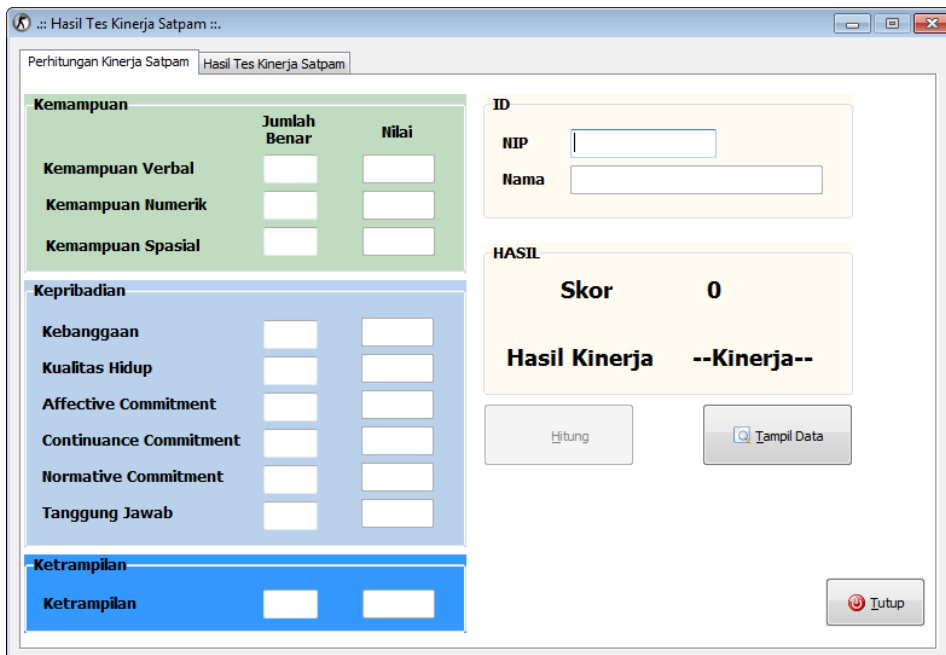 .:: Hasil Tes Kinerja Satpam ::.
Perhitungan Kinerja Satpam
Hasil Tes Kinerja Satpam
Kemampuan
Jumlah
Benar
Nilai
Kemampuan Verbal
Kemampuan Numerik
Kemampuan Spasial
Kepribadian
Kebanggaan
Kualitas Hidup
Affective Commitment
Continuance Commitment
Normative Commitment
Tanggung Jawab
Ketrampilan
Ketrampilan
ID
NIP
Nama
HASIL
Skor 0
Hasil Kinerja --Kinerja--
Hitung
Tampil Data
Tutup